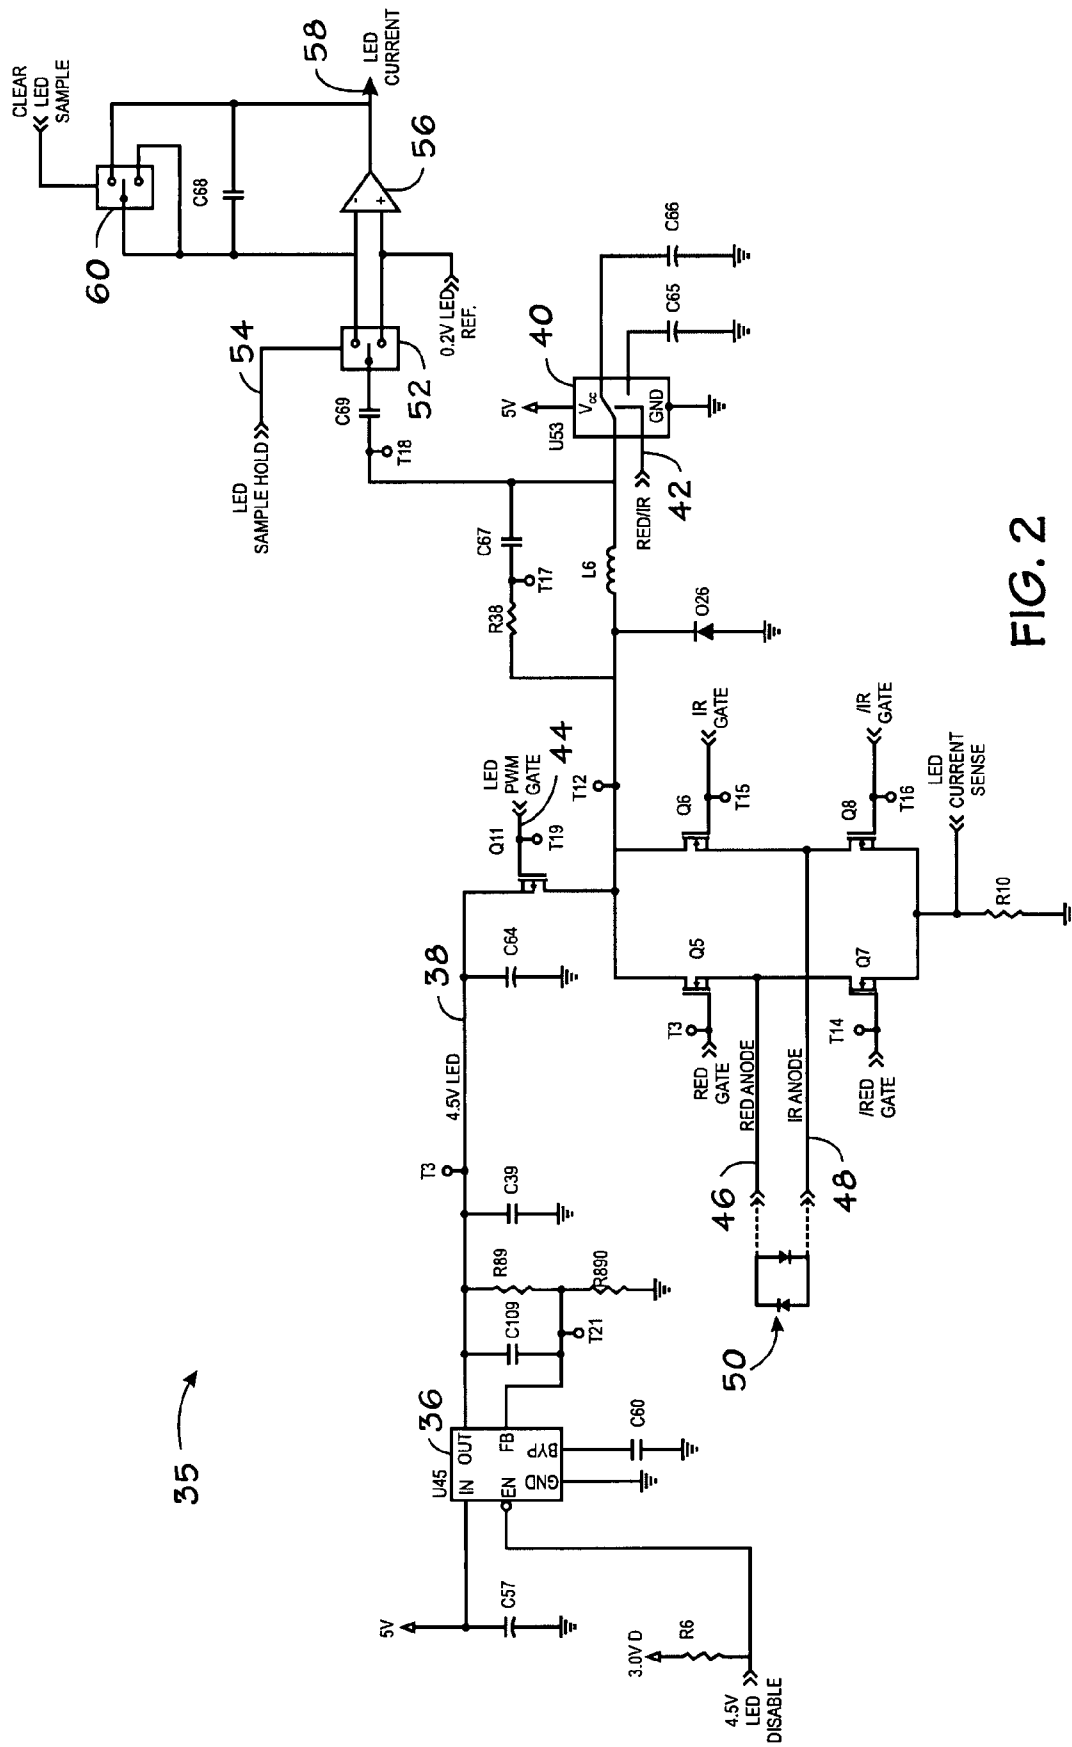 CLEAR
LED
SAMPLE
60
C68
58
LED
CURRENT
-
+
56
54
LED
SAMPLE HOLD
C69
T18
52
0.2V LED
REF.
40
5V
U53
Vcc
GND
RED/IR
42
C65
C66
C67
T17
R38
L6
O26
44
LED
PWM
GATE
Q11
T19
T12
38
4.5V LED
C64
T3
C39
R89
R890
C109
T21
36
U45
IN
OUT
EN
FB
GND
BYP
C60
35
5V
C57
3.0V D
R6
4.5V
LED
DISABLE
Q6
IR
GATE
T15
Q8
/IR
GATE
T16
LED
CURRENT
SENSE
R10
Q5
T3
RED
GATE
Q7
T14
/RED
GATE
RED ANODE
IR ANODE
46
48
50
FIG. 2